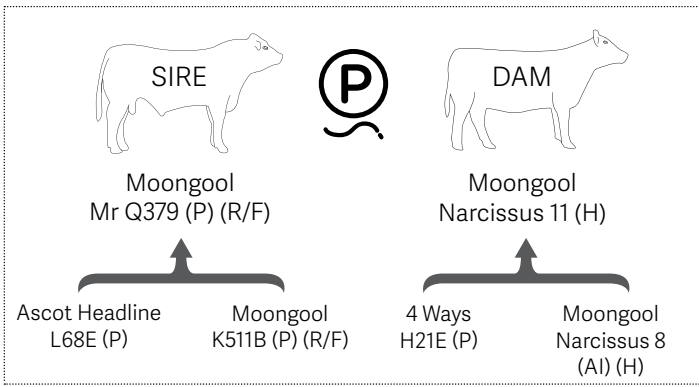 SIRE
P
DAM
Moongool
Mr Q379 (P) (R/F)
Moongool
Narcissus 11 (H)
Ascot Headline
L68E (P)
Moongool
K511B (P) (R/F)
4 Ways
H21E (P)
Moongool
Narcissus 8
(AI) (H)